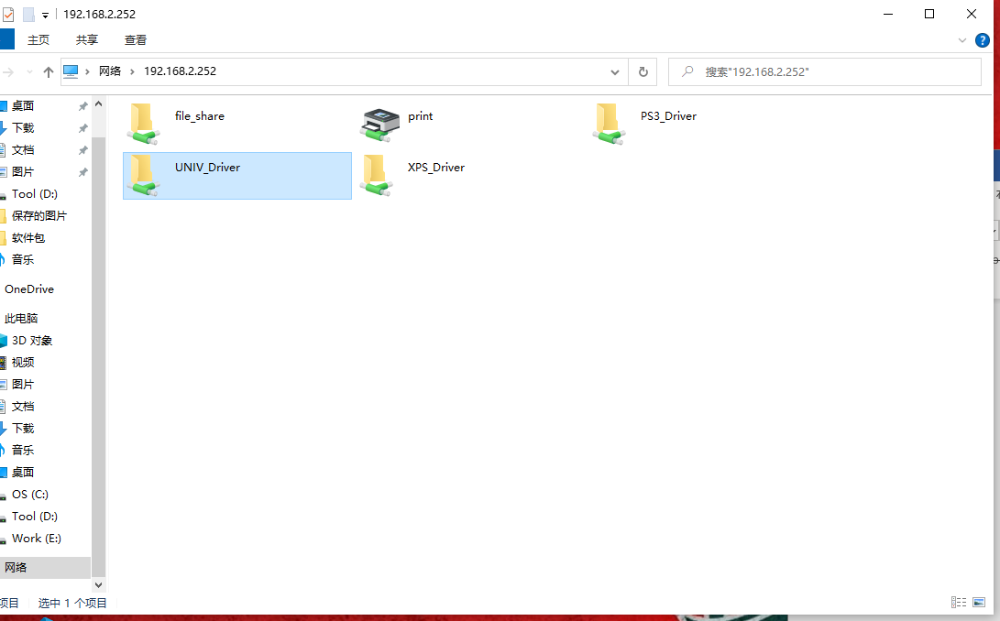 192.168.2.252
主页 共享 查看
网络 192.168.2.252
搜索"192.168.2.252"
桌面
下载
文档
图片
Tool (D:)
保存的图片
软件包
音乐
OneDrive
此电脑
3D 对象
视频
图片
文档
下载
音乐
桌面
OS (C:)
Tool (D:)
Work (E:)
网络
file_share
print
PS3_Driver
UNIV_Driver
XPS_Driver
项目 选中 1 个项目